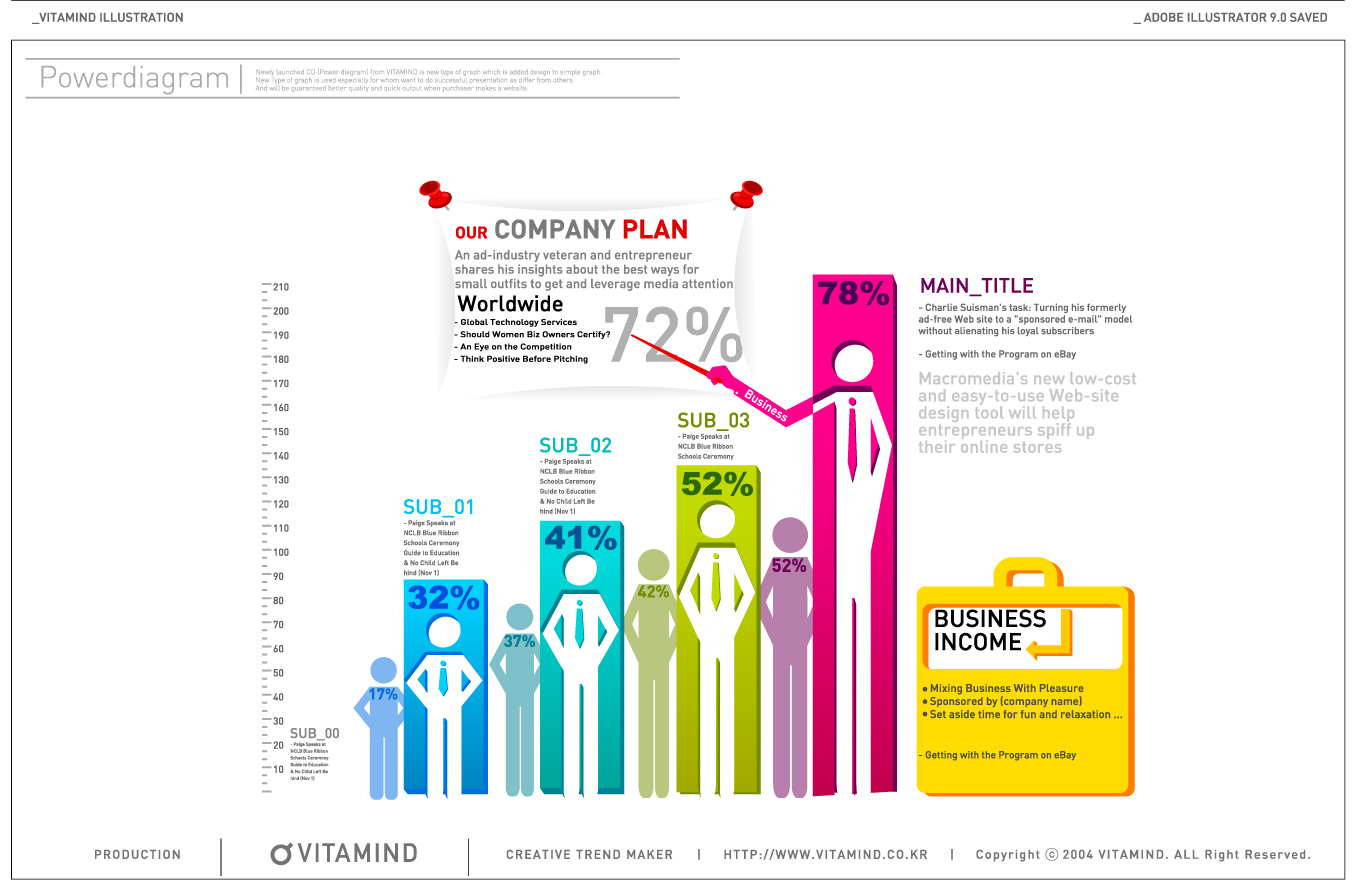 _VITAMIND ILLUSTRATION
_ ADOBE ILLUSTRATOR 9.0 SAVED
Powerdiagram
Newly launched CD (Power diagram) from VITAMIND is new type of graph which is added design to simple graph.
New Type of graph is used especially for whom want to do successful presentation as differ from others.
And will be guaranteed better quality and quick output when purchaser makes a website.
OUR COMPANY PLAN
An ad-industry veteran and entrepreneur
shares his insights about the best ways for
small outfits to get and leverage media attention
Worldwide
- Global Technology Services
- Should Women Biz Owners Certify?
- An Eye on the Competition
- Think Positive Before Pitching
72%
Business
210
200
190
180
170
160
150
140
130
120
110
100
90
80
70
60
50
40
30
20
10
SUB_00
- Paige Speaks at
NCLB Blue Ribbon
Schools Ceremony
Guide to Education
& No Child Left Be
hind (Nov 1)
17%
SUB_01
- Paige Speaks at
NCLB Blue Ribbon
Schools Ceremony
Guide to Education
& No Child Left Be
hind (Nov 1)
32%
37%
SUB_02
- Paige Speaks at
NCLB Blue Ribbon
Schools Ceremony
Guide to Education
& No Child Left Be
hind (Nov 1)
41%
42%
SUB_03
- Paige Speaks at
NCLB Blue Ribbon
Schools Ceremony
52%
52%
78%
MAIN_TITLE
- Charlie Suisman's task: Turning his formerly
ad-free Web site to a "sponsored e-mail" model
without alienating his loyal subscribers
- Getting with the Program on eBay
Macromedia's new low-cost
and easy-to-use Web-site
design tool will help
entrepreneurs spiff up
their online stores
BUSINESS
INCOME
● Mixing Business With Pleasure
● Sponsored by (company name)
● Set aside time for fun and relaxation ...
- Getting with the Program on eBay
PRODUCTION
VITAMIND
CREATIVE TREND MAKER | HTTP://WWW.VITAMIND.CO.KR | Copyright ⓒ 2004 VITAMIND. ALL Right Reserved.